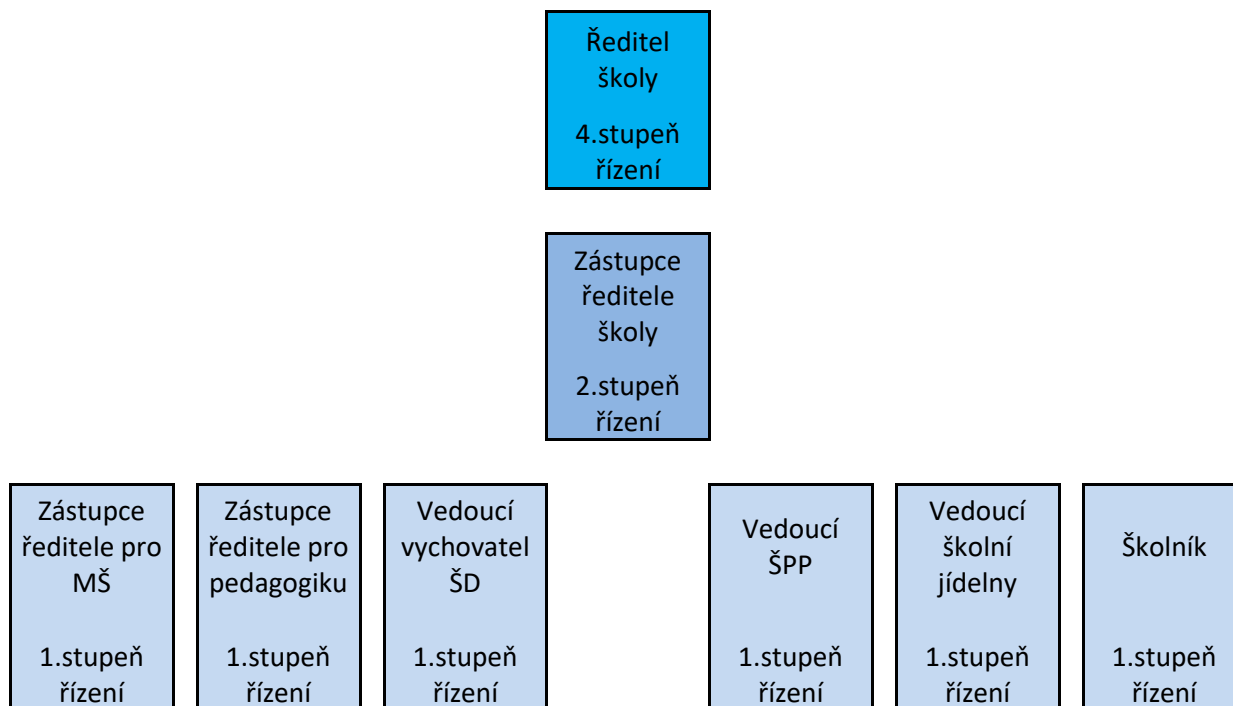 Ředitel
školy
4.stupeň
řízení
Zástupce
ředitele
školy
2.stupeň
řízení
Zástupce
ředitele pro
MŠ
1.stupeň
řízení
Zástupce
ředitele pro
pedagogiku
1.stupeň
řízení
Vedoucí
vychovatel
ŠD
1.stupeň
řízení
Vedoucí
ŠPP
1.stupeň
řízení
Vedoucí
školní
jídelny
1.stupeň
řízení
Školník
1.stupeň
řízení